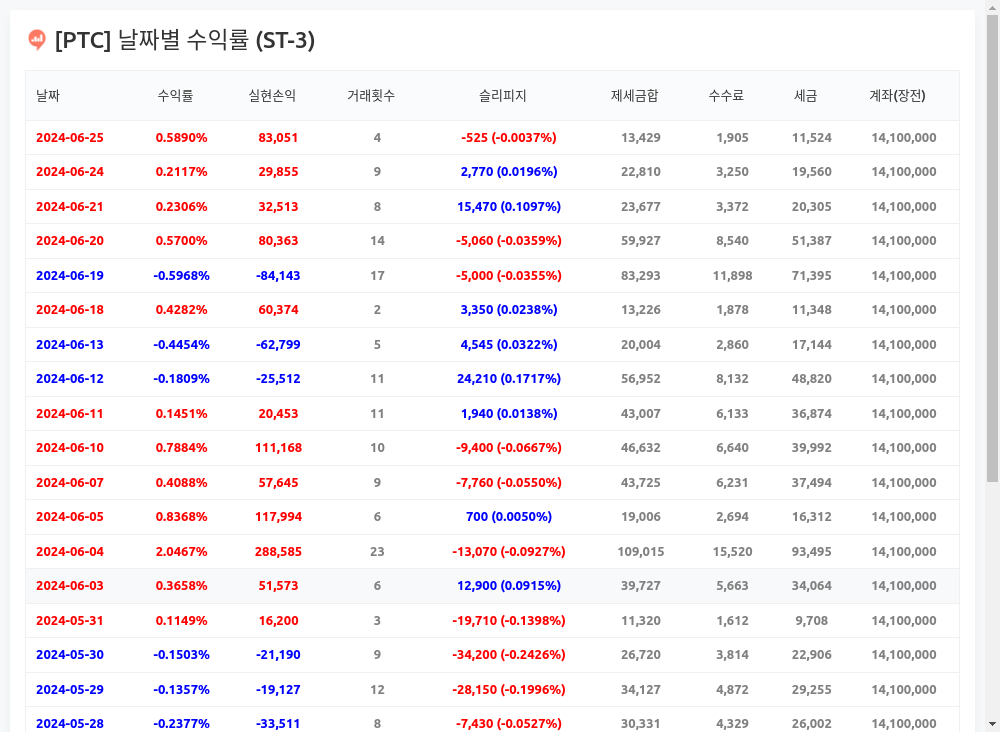 [PTC] 날짜별 수익률 (ST-3)
날짜 수익률 실현손익 거래횟수 슬리피지 제세금합 수수료 세금 계좌(장전)
2024-06-25 0.5890% 83,051 4 -525 (-0.0037%) 13,429 1,905 11,524 14,100,000
2024-06-24 0.2117% 29,855 9 2,770 (0.0196%) 22,810 3,250 19,560 14,100,000
2024-06-21 0.2306% 32,513 8 15,470 (0.1097%) 23,677 3,372 20,305 14,100,000
2024-06-20 0.5700% 80,363 14 -5,060 (-0.0359%) 59,927 8,540 51,387 14,100,000
2024-06-19 -0.5968% -84,143 17 -5,000 (-0.0355%) 83,293 11,898 71,395 14,100,000
2024-06-18 0.4282% 60,374 2 3,350 (0.0238%) 13,226 1,878 11,348 14,100,000
2024-06-13 -0.4454% -62,799 5 4,545 (0.0322%) 20,004 2,860 17,144 14,100,000
2024-06-12 -0.1809% -25,512 11 24,210 (0.1717%) 56,952 8,132 48,820 14,100,000
2024-06-11 0.1451% 20,453 11 1,940 (0.0138%) 43,007 6,133 36,874 14,100,000
2024-06-10 0.7884% 111,168 10 -9,400 (-0.0667%) 46,632 6,640 39,992 14,100,000
2024-06-07 0.4088% 57,645 9 -7,760 (-0.0550%) 43,725 6,231 37,494 14,100,000
2024-06-05 0.8368% 117,994 6 700 (0.0050%) 19,006 2,694 16,312 14,100,000
2024-06-04 2.0467% 288,585 23 -13,070 (-0.0927%) 109,015 15,520 93,495 14,100,000
2024-06-03 0.3658% 51,573 6 12,900 (0.0915%) 39,727 5,663 34,064 14,100,000
2024-05-31 0.1149% 16,200 3 -19,710 (-0.1398%) 11,320 1,612 9,708 14,100,000
2024-05-30 -0.1503% -21,190 9 -34,200 (-0.2426%) 26,720 3,814 22,906 14,100,000
2024-05-29 -0.1357% -19,127 12 -28,150 (-0.1996%) 34,127 4,872 29,255 14,100,000
2024-05-28 -0.2377% -33,511 8 -7,430 (-0.0527%) 30,331 4,329 26,002 14,100,000